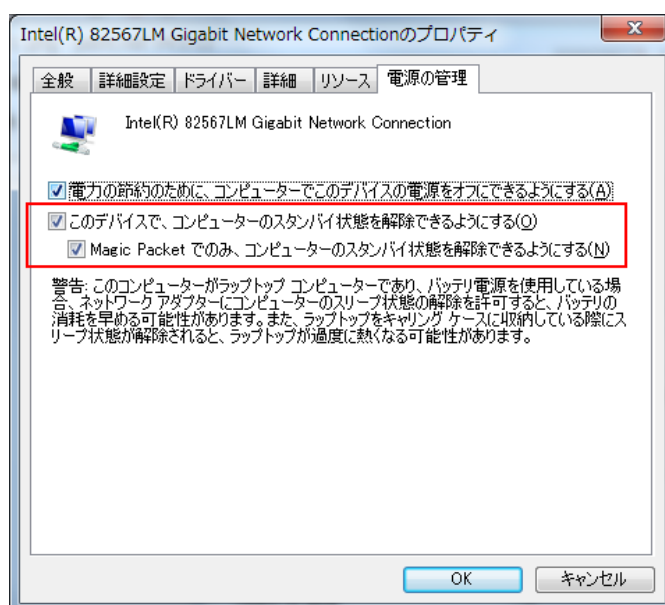 Intel(R) 82567LM Gigabit Network Connectionのプロパティ
全般 詳細設定 ドライバー 詳細 リソース 電源の管理
Intel(R) 82567LM Gigabit Network Connection
電力の節約のために、コンピューターでこのデバイスの電源をオフにできるようにする(A)
このデバイスで、コンピューターのスタンバイ状態を解除できるようにする(O)
Magic Packet でのみ、コンピューターのスタンバイ状態を解除できるようにする(N)
警告: このコンピューターがラップトップ コンピューターであり、バッテリ電源を使用している場
合、ネットワーク アダプターにコンピューターのスリープ状態の解除を許可すると、バッテリの
消耗を早める可能性があります。また、ラップトップをキャリング ケースに収納している際にス
リープ状態が解除されると、ラップトップが過度に熱くなる可能性があります。
OK キャンセル